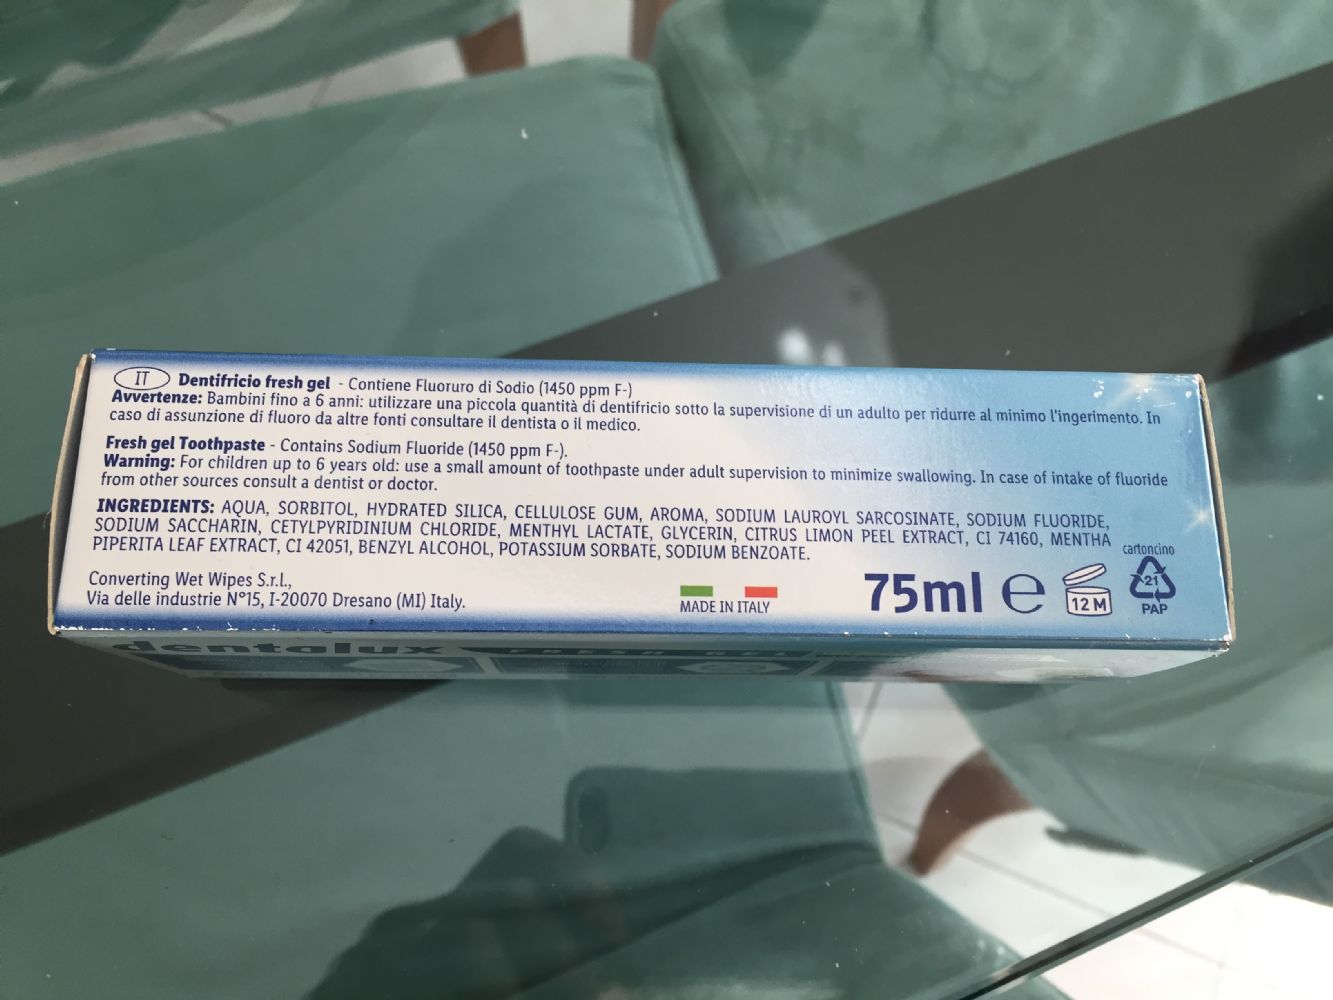 IT Dentifricio fresh gel - Contiene Fluoruro di Sodio (1450 ppm F-)
Avvertenze: Bambini fino a 6 anni: utilizzare una piccola quantità di dentifricio sotto la supervisione di un adulto per ridurre al minimo l'ingerimento. In
caso di assunzione di fluoro da altre fonti consultare il dentista o il medico.
Fresh gel Toothpaste - Contains Sodium Fluoride (1450 ppm F-).
Warning: For children up to 6 years old: use a small amount of toothpaste under adult supervision to minimize swallowing. In case of intake of fluoride
from other sources consult a dentist or doctor.
INGREDIENTS: AQUA, SORBITOL, HYDRATED SILICA, CELLULOSE GUM, AROMA, SODIUM LAUROYL SARCOSINATE, SODIUM FLUORIDE,
SODIUM SACCHARIN, CETYLPYRIDINIUM CHLORIDE, MENTHYL LACTATE, GLYCERIN, CITRUS LIMON PEEL EXTRACT, CI 74160, MENTHA
PIPERITA LEAF EXTRACT, CI 42051, BENZYL ALCOHOL, POTASSIUM SORBATE, SODIUM BENZOATE.
Converting Wet Wipes S.r.l.,
Via delle industrie N°15, I-20070 Dresano (MI) Italy.
MADE IN ITALY
75ml e
12 M
cartoncino
21
PAP
dentalux FRESH GEL